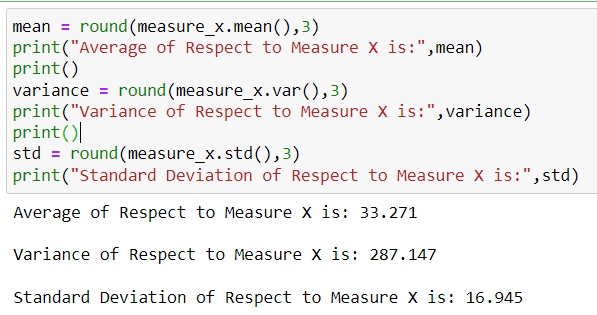 mean = round(measure_x.mean(),3)
print("Average of Respect to Measure X is:",mean)
print()
variance = round(measure_x.var(),3)
print("Variance of Respect to Measure X is:",variance)
print()
std = round(measure_x.std(),3)
print("Standard Deviation of Respect to Measure X is:",std)
Average of Respect to Measure X is: 33.271
Variance of Respect to Measure X is: 287.147
Standard Deviation of Respect to Measure X is: 16.945